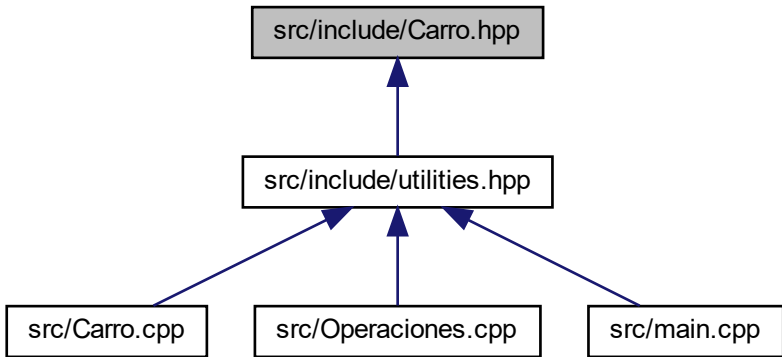 src/include/Carro.hpp
src/include/utilities.hpp
src/Carro.cpp
src/Operaciones.cpp
src/main.cpp